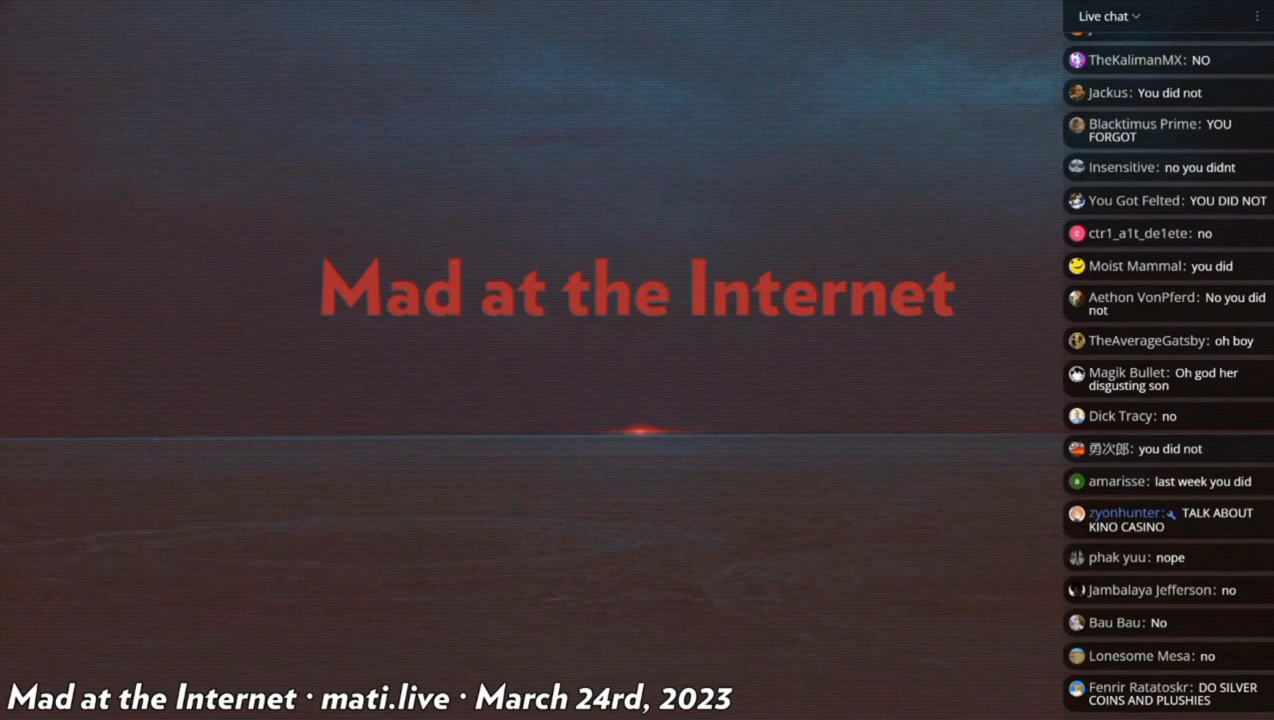 Live chat
TheKalimanMX: NO
Jackus: You did not
Blacktimus Prime: YOU
FORGOT
Insensitive: no you didnt
You Got Felted: YOU DID NOT
ctr1_a1t_de1ete: no
Moist Mammal: you did
Aethon VonPferd: No you did
not
TheAverageGatsby: oh boy
Magik Bullet: Oh god her
disgusting son
Dick Tracy: no
勇次郎: you did not
amarisse: last week you did
zyonhunter: TALK ABOUT
KINO CASINO
phak yuu: nope
Jambalaya Jefferson: no
Bau Bau: No
Lonesome Mesa: no
Fenrir Ratatoskr: DO SILVER
COINS AND PLUSHIES
Mad at the Internet
Mad at the Internet · mati.live · March 24rd, 2023